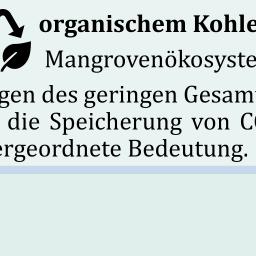 organischem Kohle
Mangrovenökosyste
gen des geringen Gesam
die Speicherung von C
ergeordnete Bedeutung.